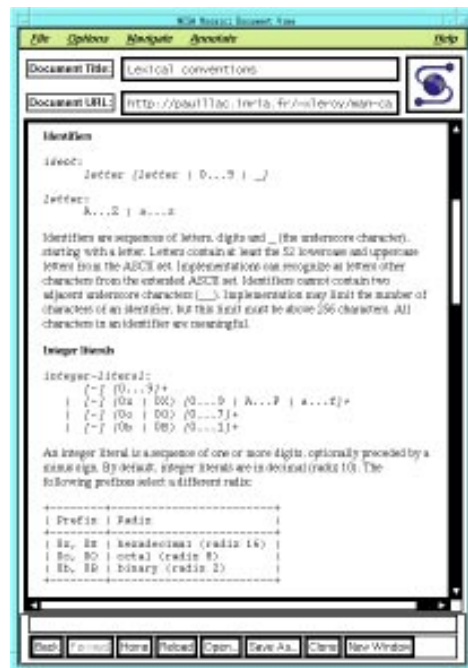 NCSA Mosaic: Document View
File Options Navigate Annotate Help
Document Title: Lexical conventions
Document URL: http://pauillac.inria.fr/~xleroy/man-ca
Identifiers
ident:
letter {letter | 0...9 | _}
letter:
A...Z | a...z
Identifiers are sequences of letters, digits and _ (the underscore character),
starting with a letter. Letters contain at least the 52 lowercase and uppercase
letters from the ASCII set. Implementations can recognize as letters other
characters from the extended ASCII set. Identifiers cannot contain two
adjacent underscore characters (__). Implementation may limit the number of
characters of an identifier, but this limit must be above 256 characters. All
characters in an identifier are meaningful.
Integer literals
integer-literal:
[-] {0...9}+
| [-] (0x | 0X) {0...9 | A...F | a...f}+
| [-] (0o | 0O) {0...7}+
| [-] (0b | 0B) {0...1}+
An integer literal is a sequence of one or more digits, optionally preceded by a
minus sign. By default, integer literals are in decimal (radix 10). The
following prefixes select a different radix:
+--------+---------------------+
| Prefix | Radix |
+--------+---------------------+
| 0x, 0X | hexadecimal (radix 16) |
| 0o, 0O | octal (radix 8) |
| 0b, 0B | binary (radix 2) |
+--------+---------------------+
Back Forward Home Reload Open... Save As... Clone New Window